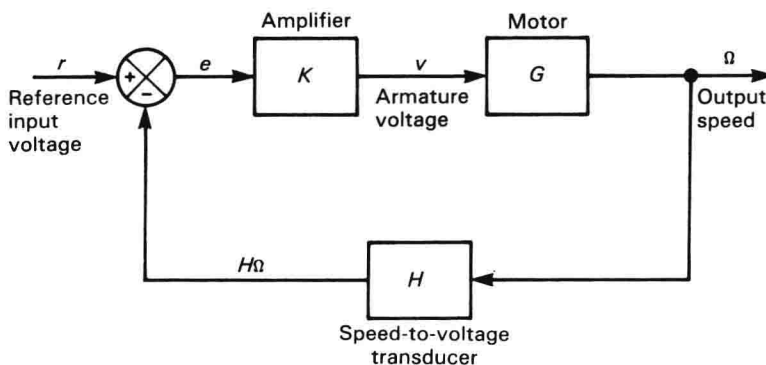 Amplifier
Motor
r
e
v
Ω
+
−
K
G
Reference
input
voltage
Armature
voltage
Output
speed
HΩ
H
Speed-to-voltage
transducer